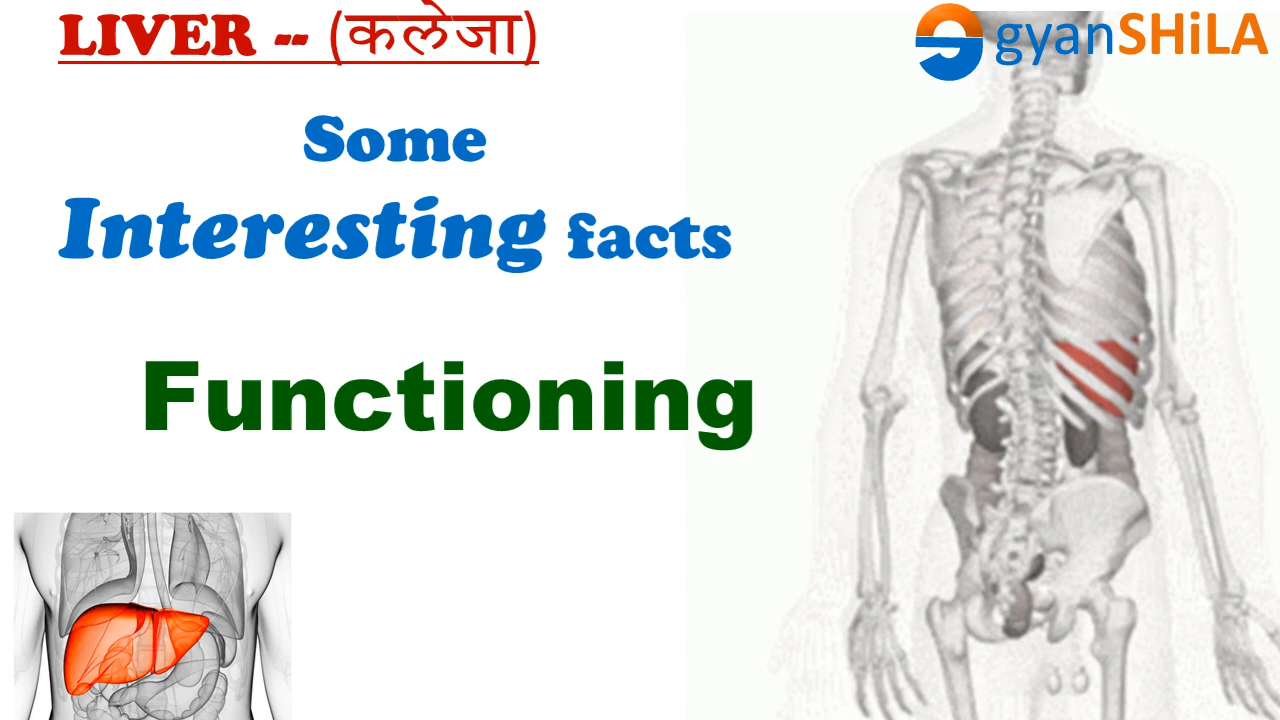 LIVER -- (कलेजा)
gyanSHiLA
Some
Interesting facts
Functioning